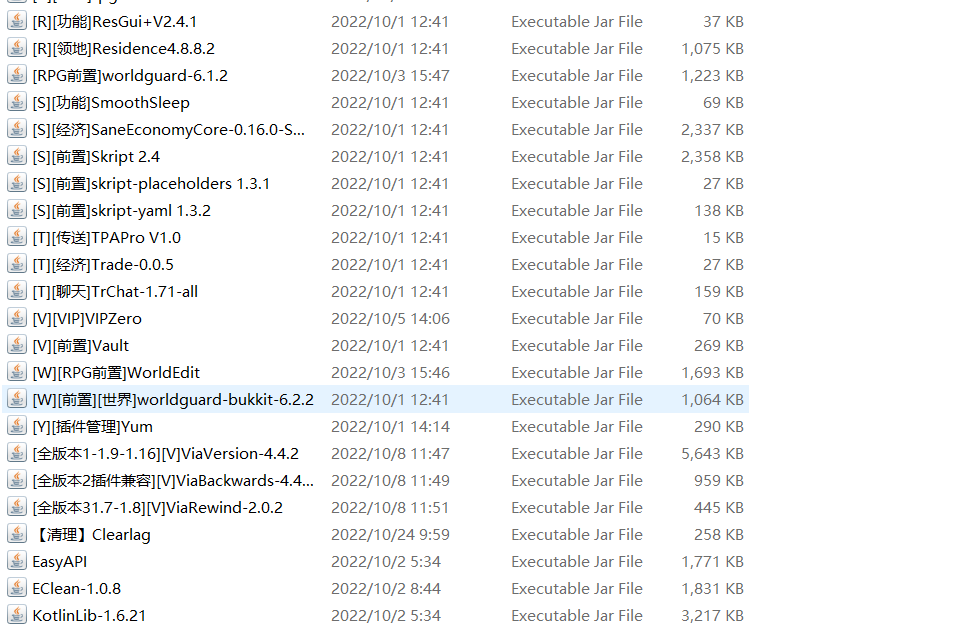 [R][功能]ResGui+V2.4.1 2022/10/1 12:41 Executable Jar File 37 KB
[R][领地]Residence4.8.8.2 2022/10/1 12:41 Executable Jar File 1,075 KB
[RPG前置]worldguard-6.1.2 2022/10/3 15:47 Executable Jar File 1,223 KB
[S][功能]SmoothSleep 2022/10/1 12:41 Executable Jar File 69 KB
[S][经济]SaneEconomyCore-0.16.0-S... 2022/10/1 12:41 Executable Jar File 2,337 KB
[S][前置]Skript 2.4 2022/10/1 12:41 Executable Jar File 2,358 KB
[S][前置]skript-placeholders 1.3.1 2022/10/1 12:41 Executable Jar File 27 KB
[S][前置]skript-yaml 1.3.2 2022/10/1 12:41 Executable Jar File 138 KB
[T][传送]TPAPro V1.0 2022/10/1 12:41 Executable Jar File 15 KB
[T][经济]Trade-0.0.5 2022/10/1 12:41 Executable Jar File 27 KB
[T][聊天]TrChat-1.71-all 2022/10/1 12:41 Executable Jar File 159 KB
[V][VIP]VIPZero 2022/10/5 14:06 Executable Jar File 70 KB
[V][前置]Vault 2022/10/1 12:41 Executable Jar File 269 KB
[W][RPG前置]WorldEdit 2022/10/3 15:46 Executable Jar File 1,693 KB
[W][前置][世界]worldguard-bukkit-6.2.2 2022/10/1 12:41 Executable Jar File 1,064 KB
[Y][插件管理]Yum 2022/10/1 14:14 Executable Jar File 290 KB
[全版本1-1.9-1.16][V]ViaVersion-4.4.2 2022/10/8 11:47 Executable Jar File 5,643 KB
[全版本2插件兼容][V]ViaBackwards-4.4... 2022/10/8 11:49 Executable Jar File 959 KB
[全版本31.7-1.8][V]ViaRewind-2.0.2 2022/10/8 11:51 Executable Jar File 445 KB
【清理】Clearlag 2022/10/24 9:59 Executable Jar File 258 KB
EasyAPI 2022/10/2 5:34 Executable Jar File 1,771 KB
EClean-1.0.8 2022/10/2 8:44 Executable Jar File 1,831 KB
KotlinLib-1.6.21 2022/10/2 5:34 Executable Jar File 3,217 KB